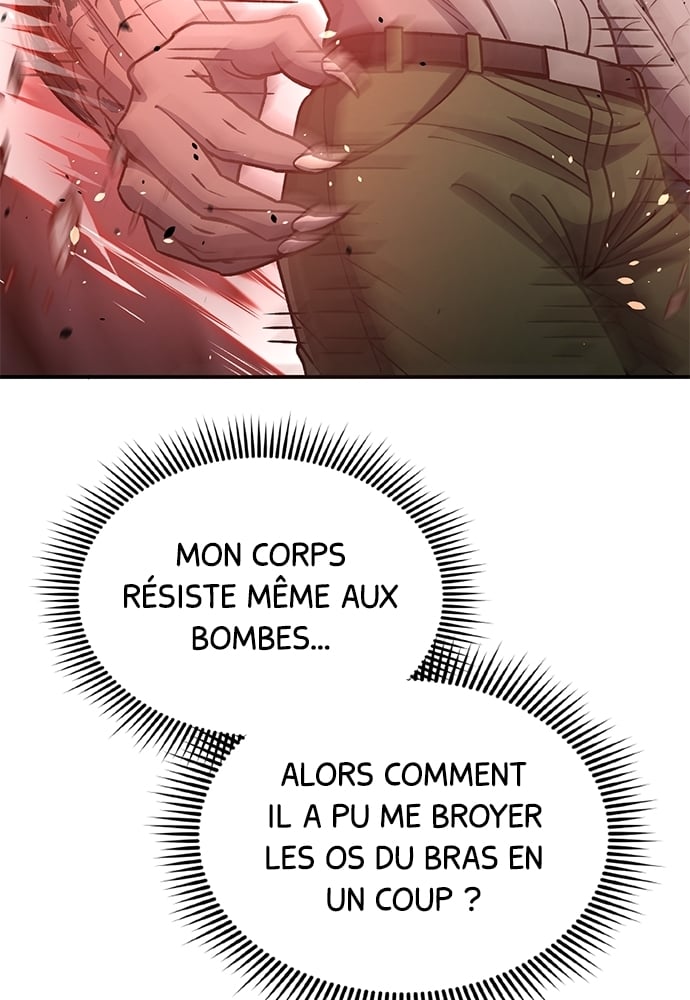 MON CORPS
RÉSISTE MÊME AUX
BOMBES...
ALORS COMMENT
IL A PU ME BROYER
LES OS DU BRAS EN
UN COUP ?